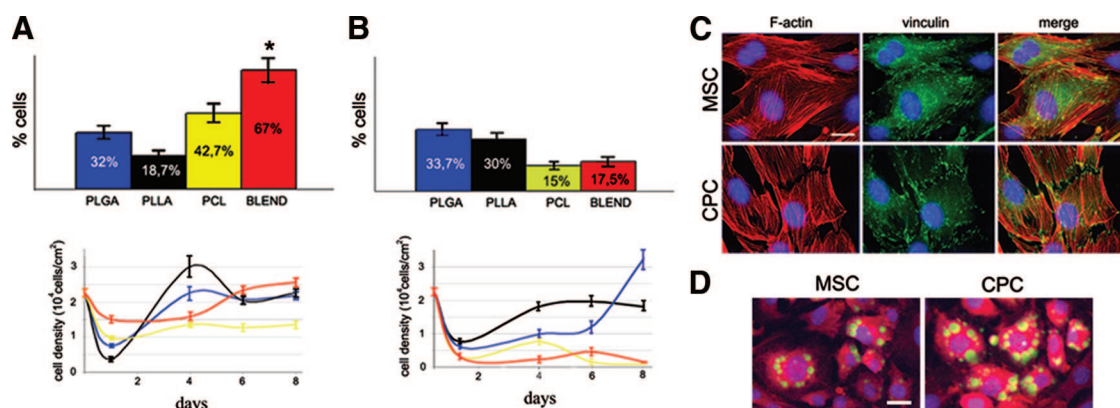 A
% cells
*
32%
18,7%
42,7%
67%
PLGA PLLA PCL BLEND
cell density (10⁴cells/cm²)
3
2
1
0
2 4 6 8
days
B
% cells
33,7%
30%
15%
17,5%
PLGA PLLA PCL BLEND
cell density (10⁴cells/cm²)
3
2
1
0
2 4 6 8
days
C
F-actin vinculin merge
MSC
CPC
D
MSC CPC